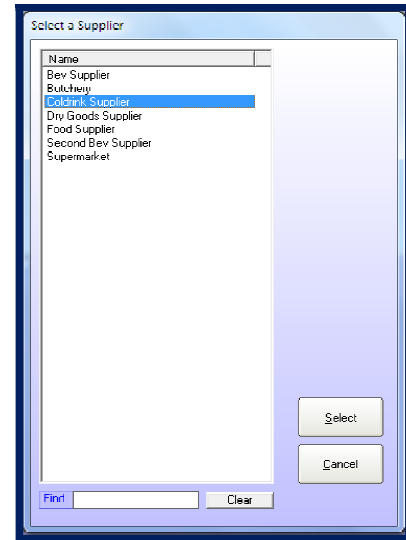 Select a Supplier
Name
Bev Supplier
Butchery
Coldrink Supplier
Dry Goods Supplier
Food Supplier
Second Bev Supplier
Supermarket
Select
Cancel
Find
Clear